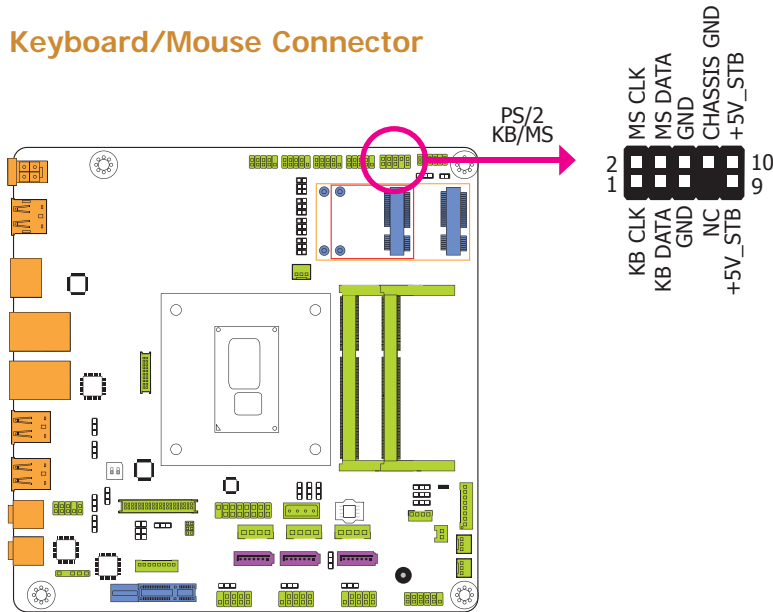 Keyboard/Mouse Connector
PS/2
KB/MS
MS CLK
MS DATA
GND
CHASSIS GND
+5V_STB
2
10
1
9
KB CLK
KB DATA
GND
NC
+5V_STB